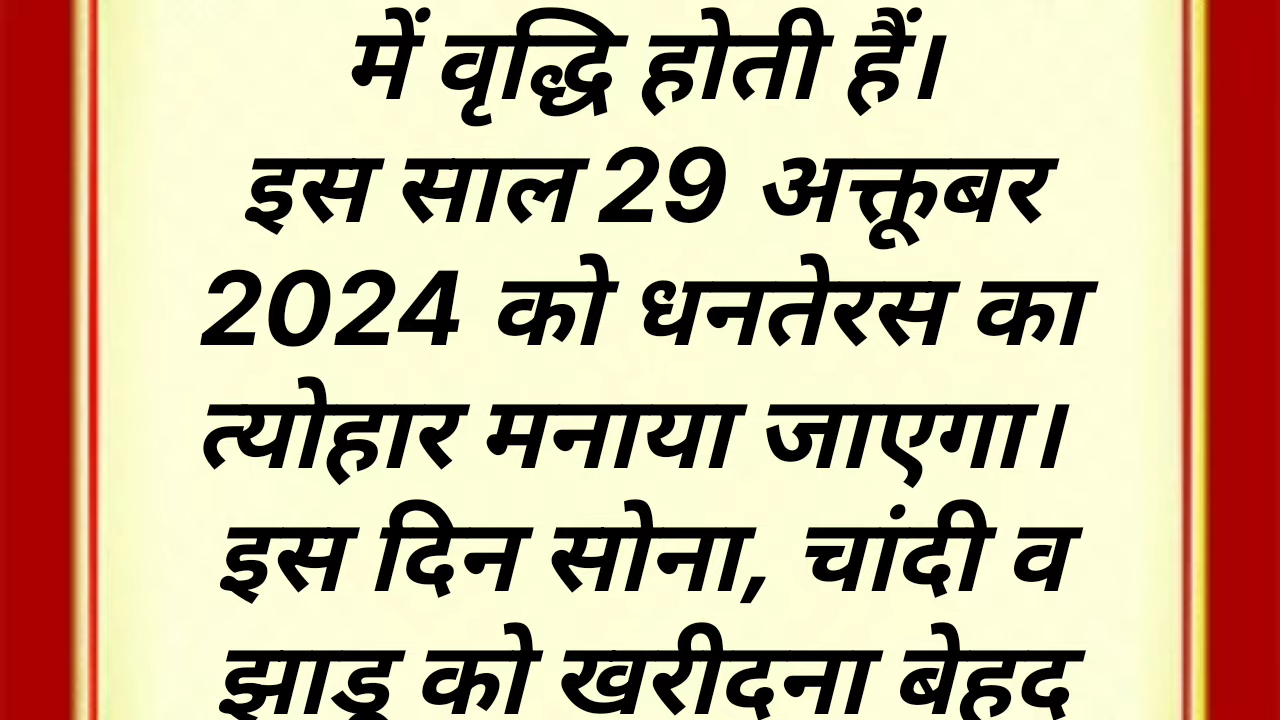 में वृद्धि होती हैं।
इस साल 29 अक्तूबर
2024 को धनतेरस का
त्योहार मनाया जाएगा।
इस दिन सोना, चांदी व
झाड़ू को खरीदना बेहद